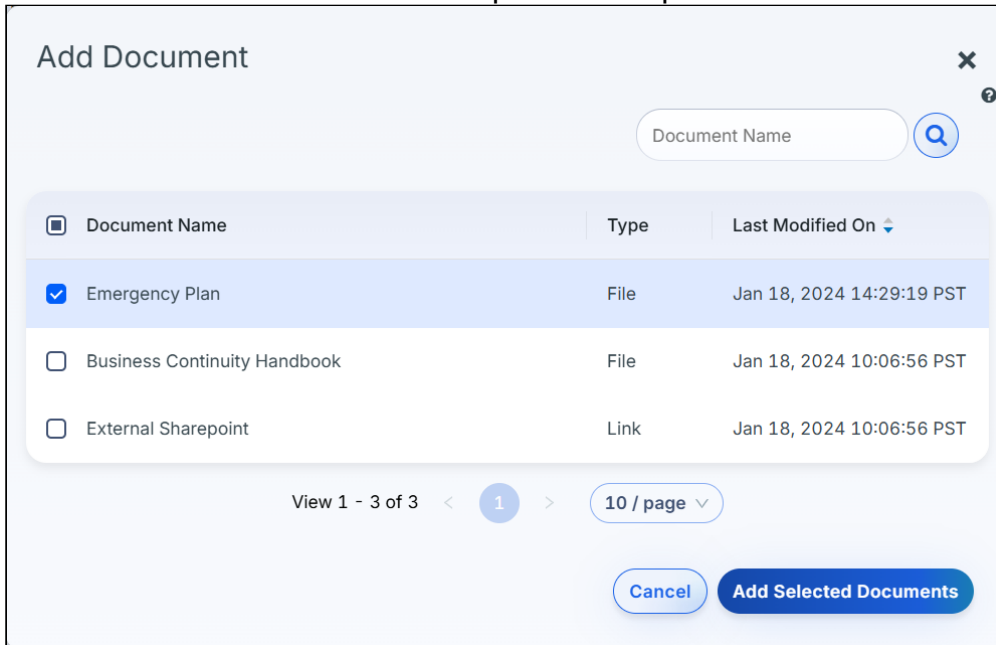 Add Document
Document Name
Document Name Type Last Modified On
Emergency Plan File Jan 18, 2024 14:29:19 PST
Business Continuity Handbook File Jan 18, 2024 10:06:56 PST
External Sharepoint Link Jan 18, 2024 10:06:56 PST
View 1 - 3 of 3 < 1 > 10 / page
Cancel Add Selected Documents